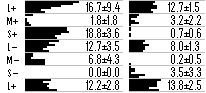 L+ 16.7±9.4 12.7±1.5
M+ 1.8±1.8 3.2±2.2
S+ 18.8±3.6 0.7±0.6
L- 12.7±3.5 8.0±1.3
M- 6.8±4.3 0.2±0.5
S- 0.0±0.0 3.5±3.3
L+ 12.2±2.8 13.8±2.5